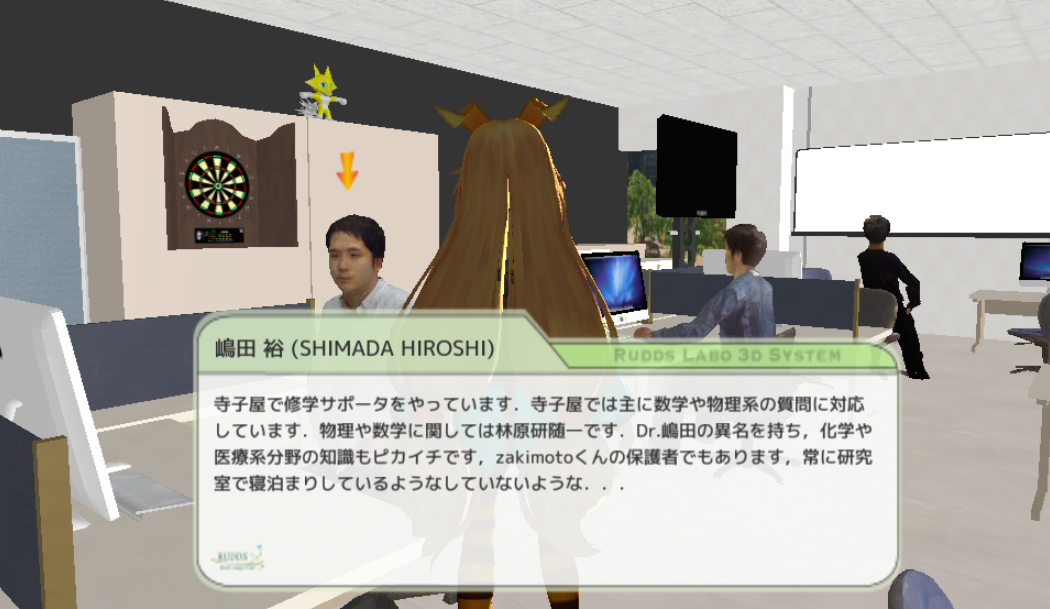 嶋田 裕 (SHIMADA HIROSHI)
RUDDS LABO 3D SYSTEM
寺子屋で修学サポータをやっています．寺子屋では主に数学や物理系の質問に対応
しています．物理や数学に関しては林原研随一です．Dr.嶋田の異名を持ち，化学や
医療系分野の知識もピカイチです，zakimotoくんの保護者でもあります，常に研究
室で寝泊まりしているようなしていないような．．．
RUDDS